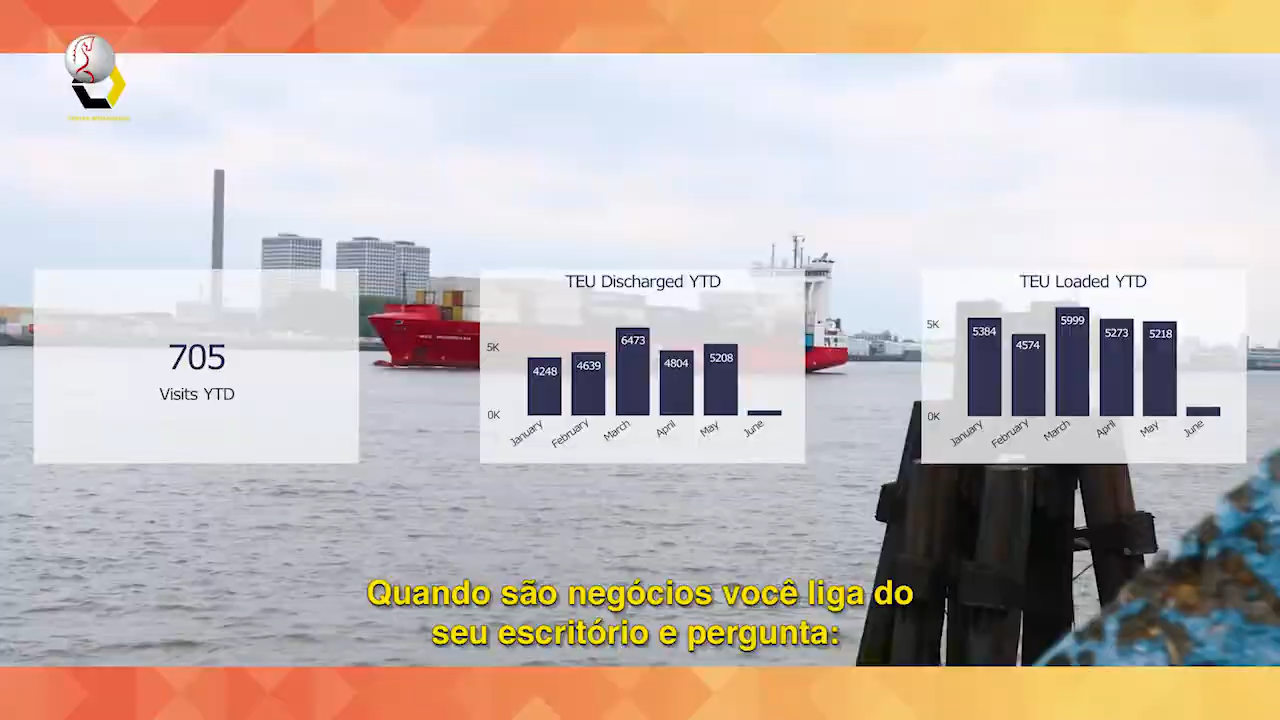 705
Visits YTD
TEU Discharged YTD
5K
0K
4248
4639
6473
4804
5208
January
February
March
April
May
June
TEU Loaded YTD
5K
0K
5384
4574
5999
5273
5218
January
February
March
April
May
June
Quando são negócios você liga do
seu escritório e pergunta: